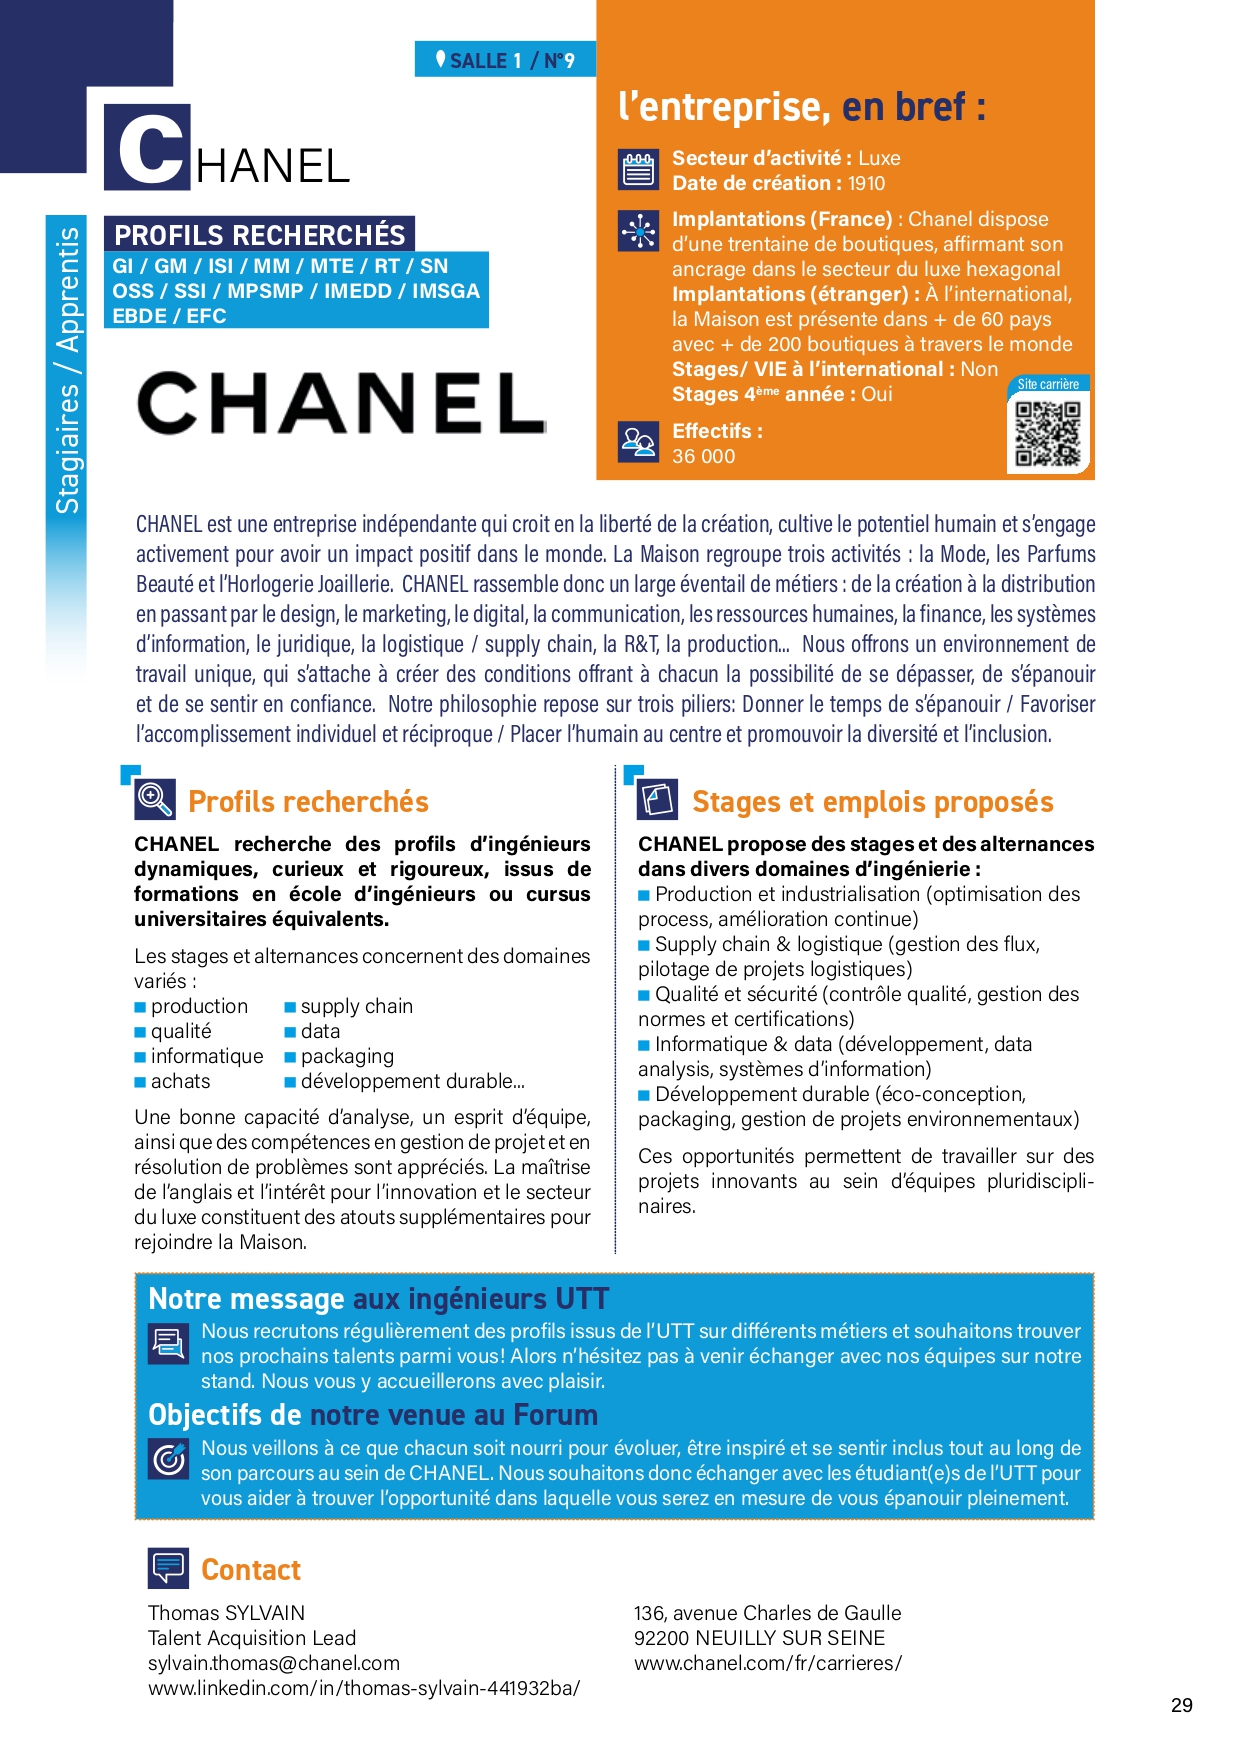 SALLE 1 / N°9
CHANEL
PROFILS RECHERCHÉS
GI / GM / ISI / MM / MTE / RT / SN
OSS / SSI / MPSMP / IMEDD / IMSGA
EBDE / EFC
Stagiaires / Apprentis
CHANEL
l'entreprise, en bref :
Secteur d'activité : Luxe
Date de création : 1910
Implantations (France) : Chanel dispose
d'une trentaine de boutiques, affirmant son
ancrage dans le secteur du luxe hexagonal
Implantations (étranger) : À l'international,
la Maison est présente dans + de 60 pays
avec + de 200 boutiques à travers le monde
Stages/ VIE à l'international : Non
Stages 4ème année : Oui
Site carrière
Effectifs :
36 000
CHANEL est une entreprise indépendante qui croit en la liberté de la création, cultive le potentiel humain et s'engage
activement pour avoir un impact positif dans le monde. La Maison regroupe trois activités : la Mode, les Parfums
Beauté et l'Horlogerie Joaillerie. CHANEL rassemble donc un large éventail de métiers : de la création à la distribution
en passant par le design, le marketing, le digital, la communication, les ressources humaines, la finance, les systèmes
d'information, le juridique, la logistique / supply chain, la R&T, la production... Nous offrons un environnement de
travail unique, qui s'attache à créer des conditions offrant à chacun la possibilité de se dépasser, de s'épanouir
et de se sentir en confiance. Notre philosophie repose sur trois piliers: Donner le temps de s'épanouir / Favoriser
l'accomplissement individuel et réciproque / Placer l'humain au centre et promouvoir la diversité et l'inclusion.
Profils recherchés
CHANEL recherche des profils d'ingénieurs
dynamiques, curieux et rigoureux, issus de
formations en école d'ingénieurs ou cursus
universitaires équivalents.
Les stages et alternances concernent des domaines
variés :
production
qualité
informatique
achats
supply chain
data
packaging
développement durable...
Une bonne capacité d'analyse, un esprit d'équipe,
ainsi que des compétences en gestion de projet et en
résolution de problèmes sont appréciés. La maîtrise
de l'anglais et l'intérêt pour l'innovation et le secteur
du luxe constituent des atouts supplémentaires pour
rejoindre la Maison.
Stages et emplois proposés
CHANEL propose des stages et des alternances
dans divers domaines d'ingénierie :
Production et industrialisation (optimisation des
process, amélioration continue)
Supply chain & logistique (gestion des flux,
pilotage de projets logistiques)
Qualité et sécurité (contrôle qualité, gestion des
normes et certifications)
Informatique & data (développement, data
analysis, systèmes d'information)
Développement durable (éco-conception,
packaging, gestion de projets environnementaux)
Ces opportunités permettent de travailler sur des
projets innovants au sein d'équipes pluridiscipli-
naires.
Notre message aux ingénieurs UTT
Nous recrutons régulièrement des profils issus de l'UTT sur différents métiers et souhaitons trouver
nos prochains talents parmi vous! Alors n'hésitez pas à venir échanger avec nos équipes sur notre
stand. Nous vous y accueillerons avec plaisir.
Objectifs de notre venue au Forum
Nous veillons à ce que chacun soit nourri pour évoluer, être inspiré et se sentir inclus tout au long de
son parcours au sein de CHANEL. Nous souhaitons donc échanger avec les étudiant(e)s de l'UTT pour
vous aider à trouver l'opportunité dans laquelle vous serez en mesure de vous épanouir pleinement.
Contact
Thomas SYLVAIN
Talent Acquisition Lead
sylvain.thomas@chanel.com
www.linkedin.com/in/thomas-sylvain-441932ba/
136, avenue Charles de Gaulle
92200 NEUILLY SUR SEINE
www.chanel.com/fr/carrieres/
29